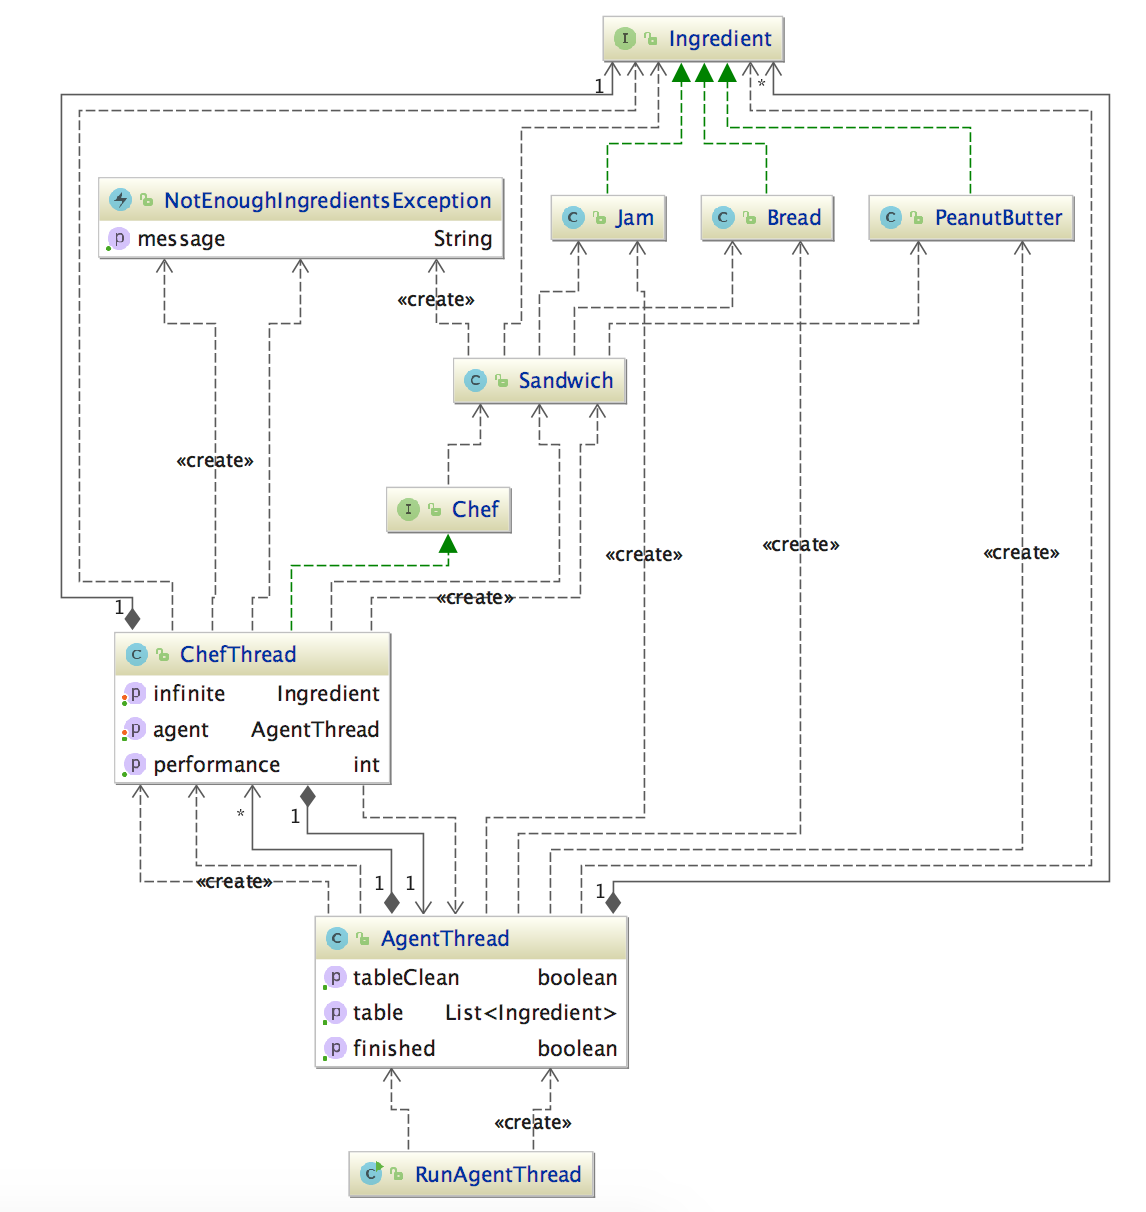 I Ingredient
1
*
NotEnoughIngredientsException
p message String
C Jam
C Bread
C PeanutButter
«create»
C Sandwich
«create»
I Chef
«create»
«create»
«create»
«create»
1
C ChefThread
p infinite Ingredient
p agent AgentThread
p performance int
*
1
«create»
1
1
1
C AgentThread
p tableClean boolean
p table List<Ingredient>
p finished boolean
«create»
C RunAgentThread